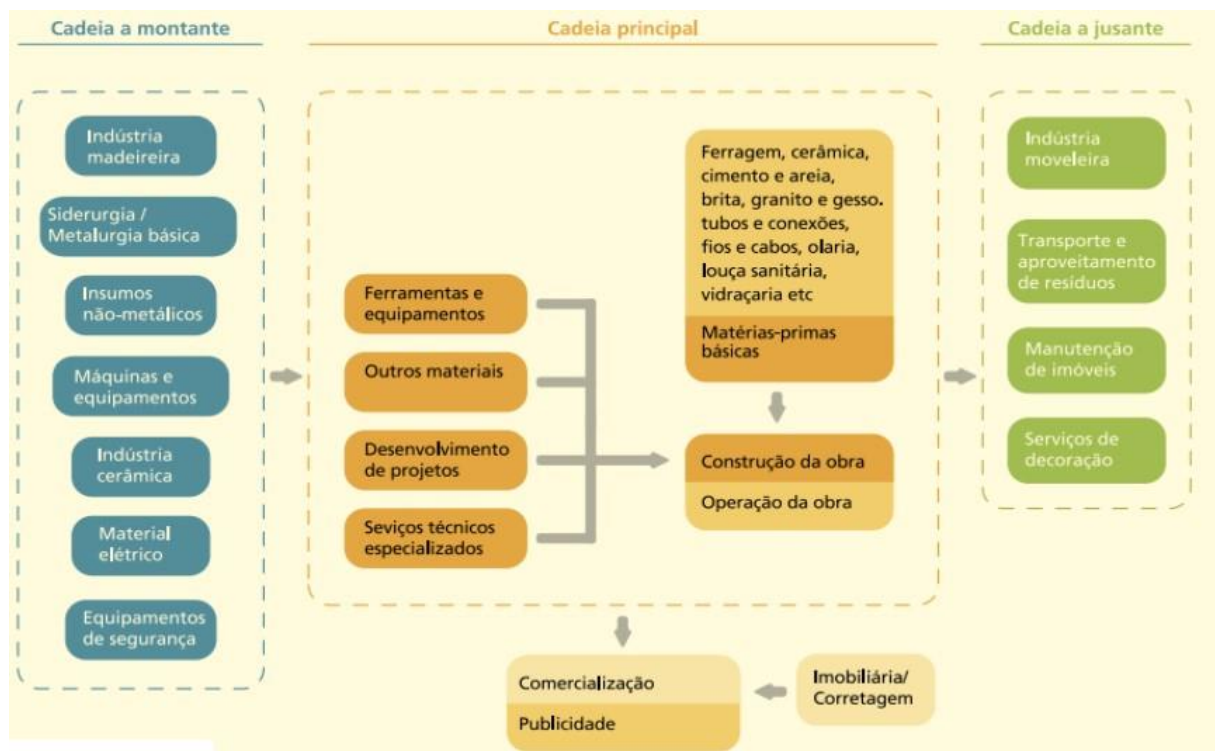 Cadeia a montante
Cadeia principal
Cadeia a jusante
Indústria
madeireira
Siderurgia /
Metalurgia básica
Insumos
não-metálicos
Máquinas e
equipamentos
Indústria
cerâmica
Material
elétrico
Equipamentos
de segurança
Ferramentas e
equipamentos
Outros materiais
Desenvolvimento
de projetos
Seviços técnicos
especializados
Ferragem, cerâmica,
cimento e areia,
brita, granito e gesso.
tubos e conexões,
fios e cabos, olaria,
louça sanitária,
vidraçaria etc
Matérias-primas
básicas
Construção da obra
Operação da obra
Indústria
moveleira
Transporte e
aproveitamento
de resíduos
Manutenção
de imóveis
Serviços de
decoração
Comercialização
Publicidade
Imobiliária/
Corretagem